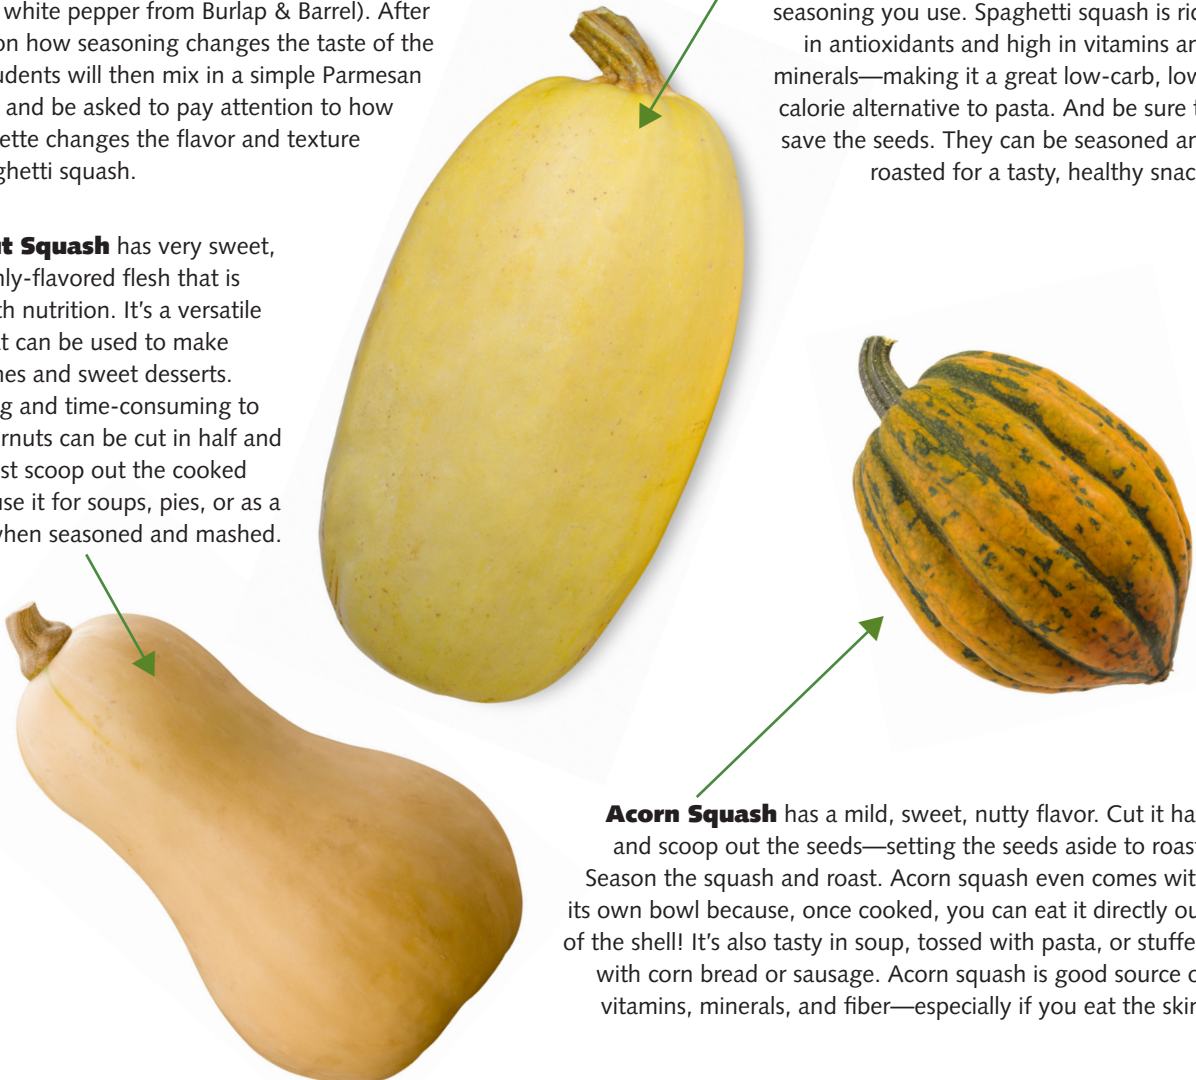 white pepper from Burlap & Barrel). After
on how seasoning changes the taste of the
udents will then mix in a simple Parmesan
and be asked to pay attention to how
ette changes the flavor and texture
ghetti squash.
seasoning you use. Spaghetti squash is ric
in antioxidants and high in vitamins an
minerals—making it a great low-carb, low
calorie alternative to pasta. And be sure t
save the seeds. They can be seasoned an
roasted for a tasty, healthy snac
t Squash has very sweet,
ly-flavored flesh that is
th nutrition. It's a versatile
t can be used to make
hes and sweet desserts.
g and time-consuming to
rnuts can be cut in half and
st scoop out the cooked
use it for soups, pies, or as a
when seasoned and mashed.
Acorn Squash has a mild, sweet, nutty flavor. Cut it ha
and scoop out the seeds—setting the seeds aside to roast
Season the squash and roast. Acorn squash even comes wit
its own bowl because, once cooked, you can eat it directly ou
of the shell! It's also tasty in soup, tossed with pasta, or stuffe
with corn bread or sausage. Acorn squash is good source o
vitamins, minerals, and fiber—especially if you eat the skin